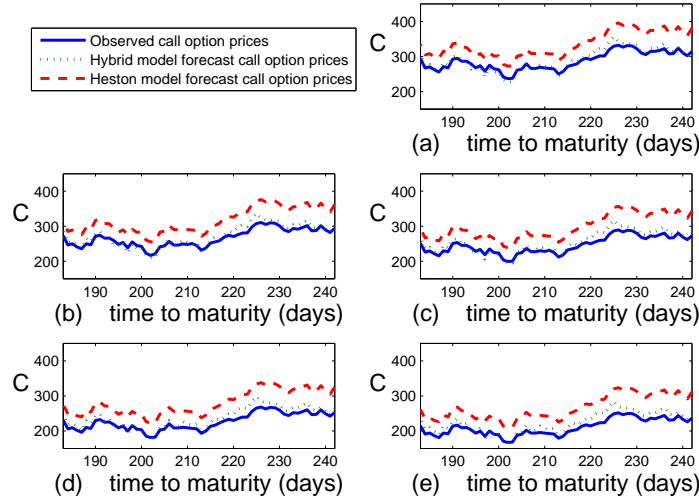 Observed call option prices
Hybrid model forecast call option prices
Heston model forecast call option prices
C
400
300
200
190 200 210 220 230 240
(a) time to maturity (days)
C
400
300
200
190 200 210 220 230 240
(b) time to maturity (days)
C
400
300
200
190 200 210 220 230 240
(c) time to maturity (days)
C
400
300
200
190 200 210 220 230 240
(d) time to maturity (days)
C
400
300
200
190 200 210 220 230 240
(e) time to maturity (days)